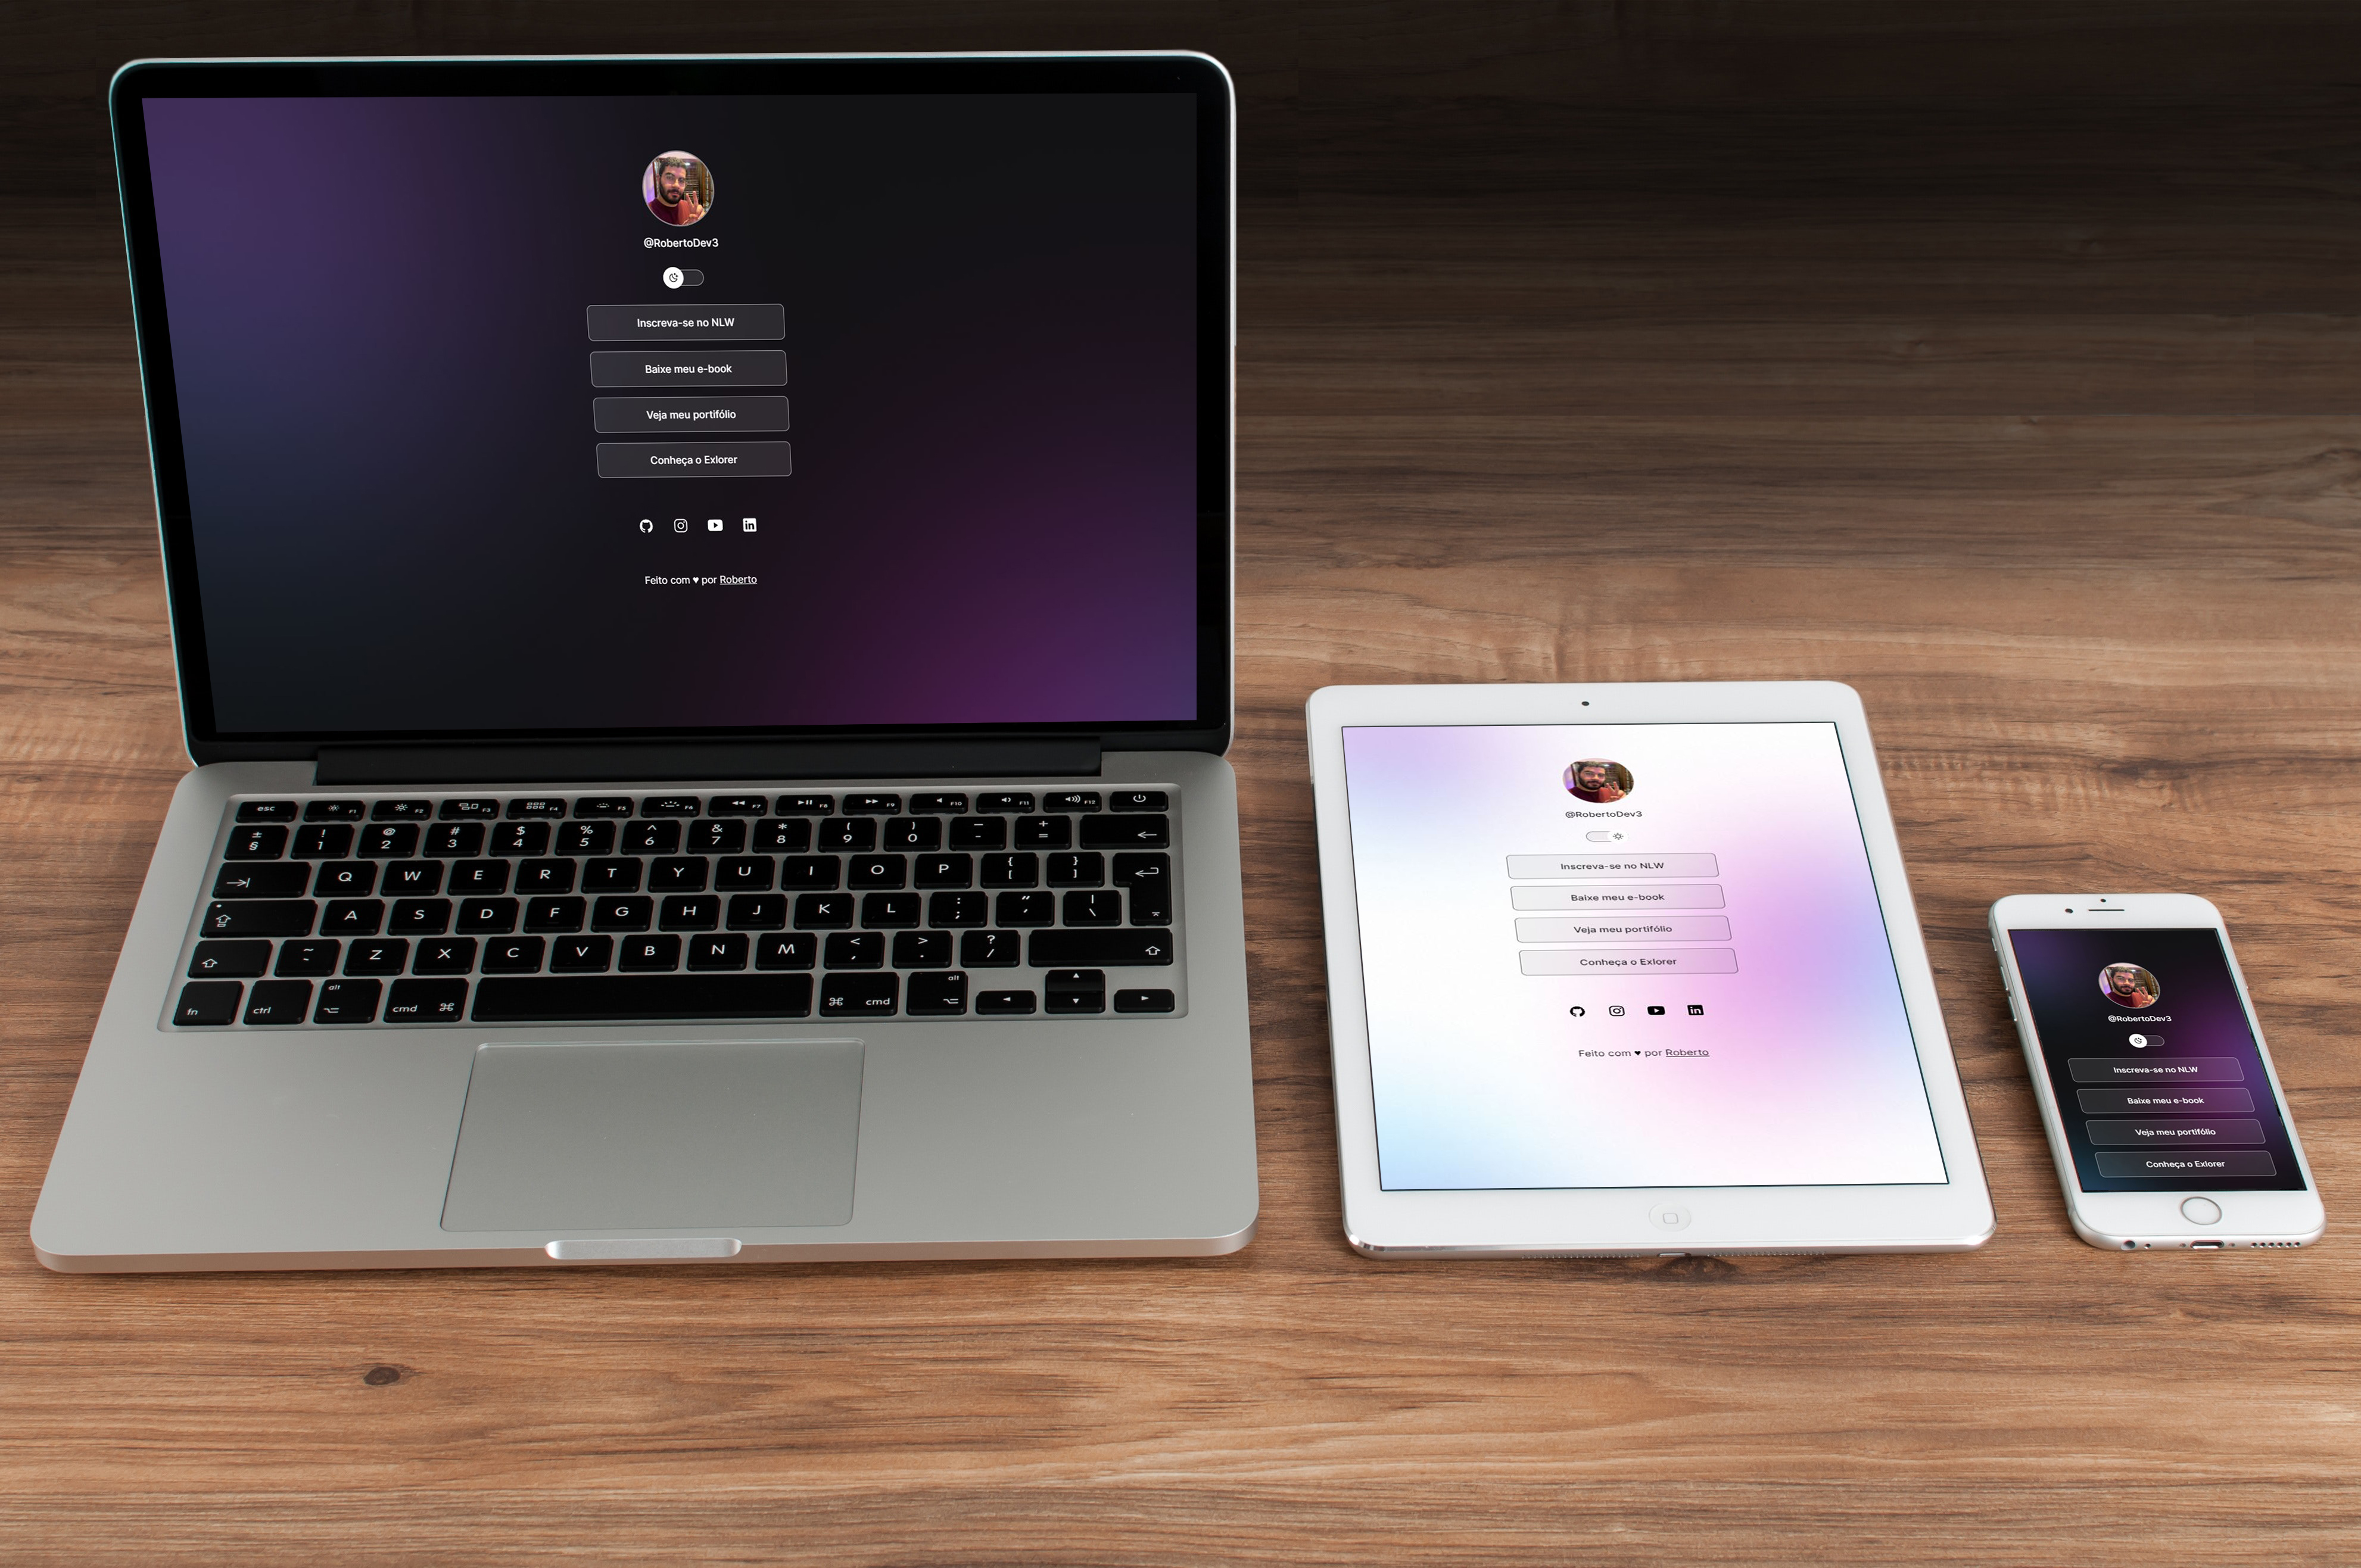 @RobertoDev3
Inscreva-se no NLW
Baixe meu e-book
Veja meu portifólio
Conheça o Exlorer
Feito com ♥ por Roberto
esc F1 F2 F3 F4 F5 F6 F7 F8 F9 F10 F11 F12
± ! @ # $ % ^ & * ( ) _ +
§ 1 2 3 4 5 6 7 8 9 0 - =
Q W E R T Y U I O P { [ } ]
A S D F G H J K L : ; " ' | \
~ Z X C V B N M < , > . ? /
fn ctrl alt cmd ⌘ ⌘ cmd alt
@RobertoDev3
Inscreva-se no NLW
Baixe meu e-book
Veja meu portifólio
Conheça o Exlorer
Feito com ♥ por Roberto
@RobertoDev3
Inscreva-se no NLW
Baixe meu e-book
Veja meu portifólio
Conheça o Exlorer